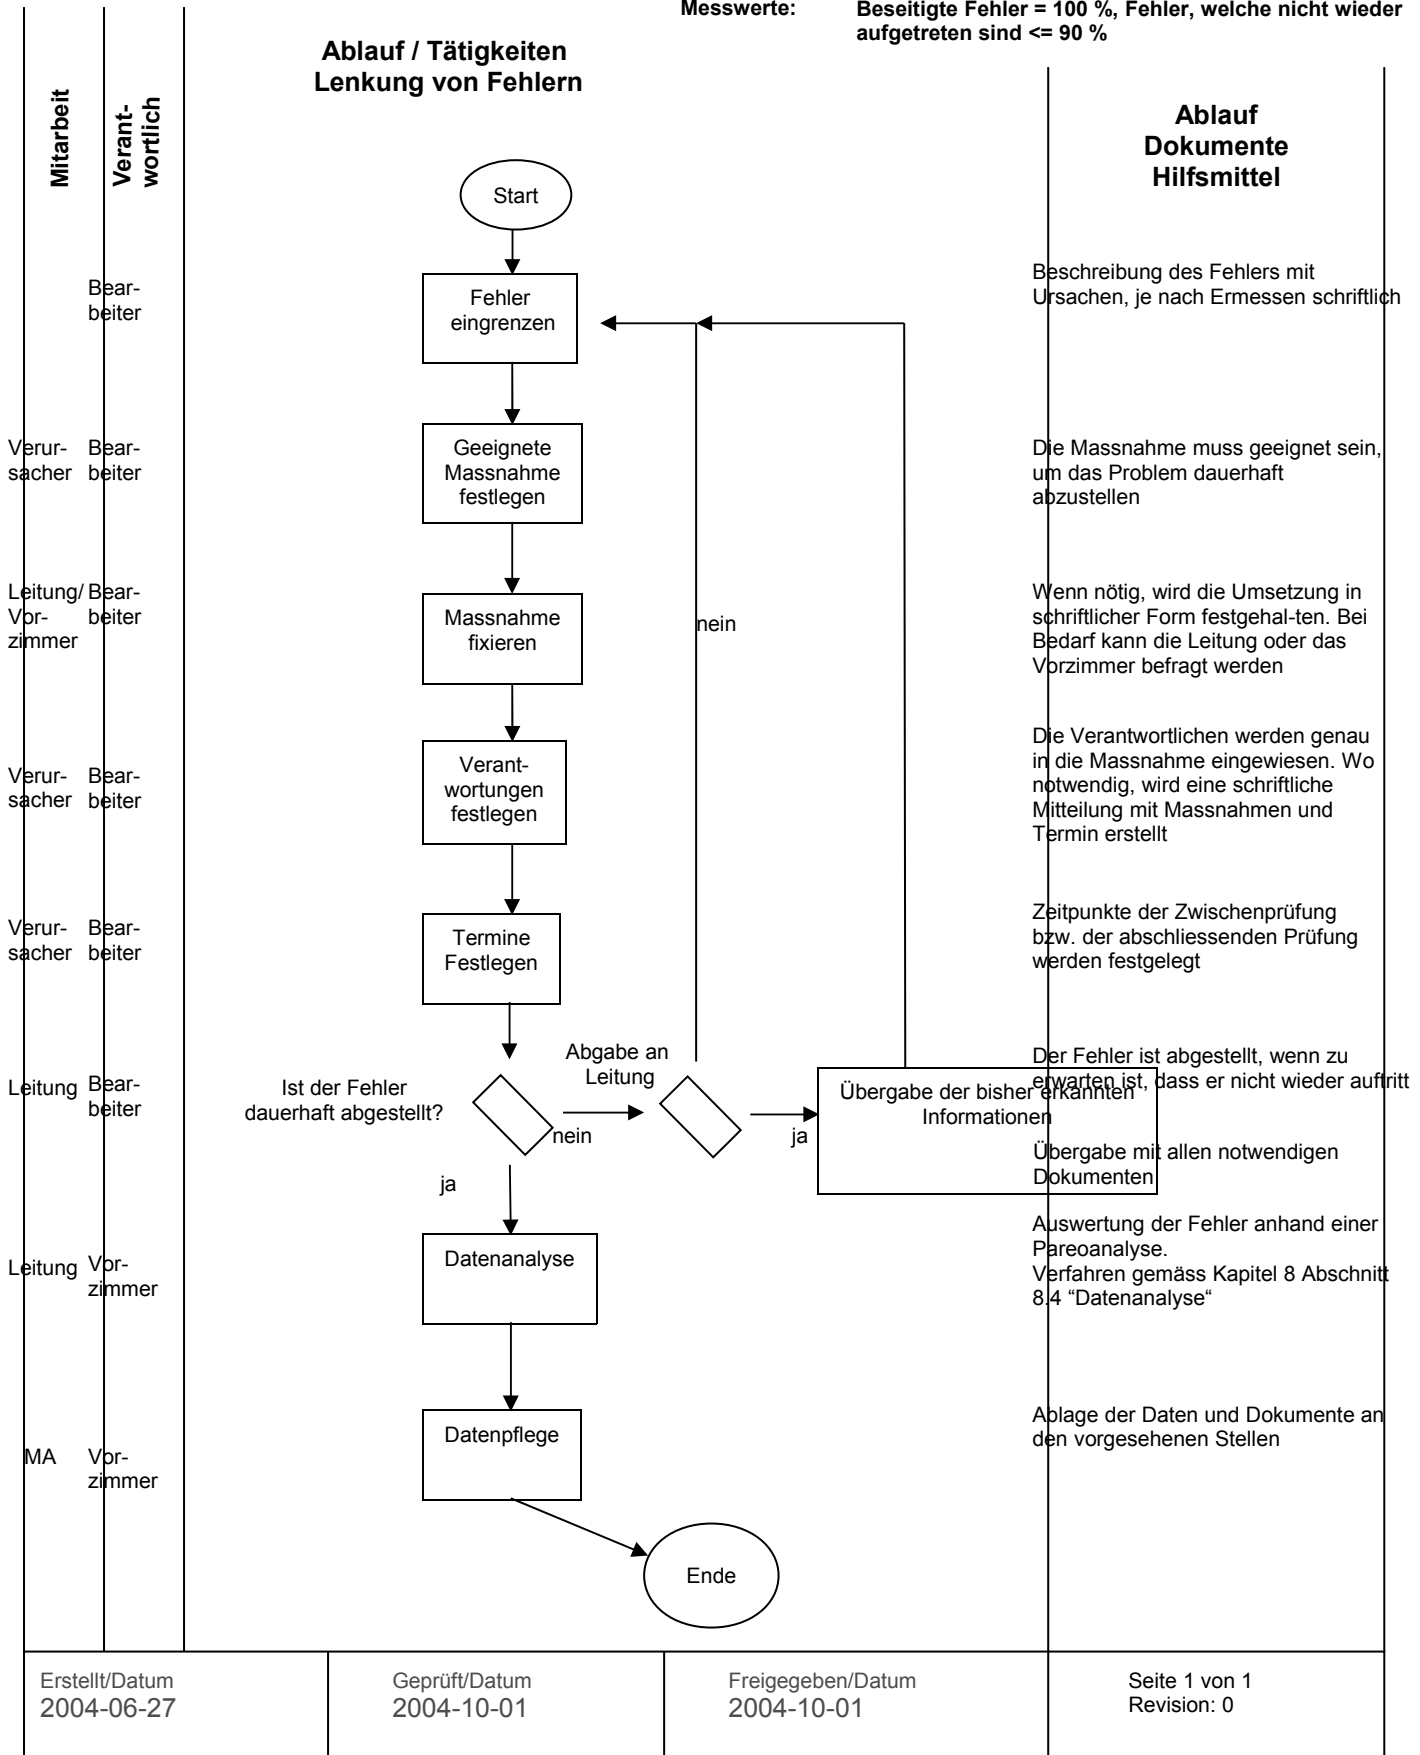 Messwerte:
Beseitigte Fehler = 100 %, Fehler, welche nicht wieder
aufgetreten sind <= 90 %
Ablauf / Tätigkeiten
Lenkung von Fehlern
Mitarbeit
Verant-
wortlich
Ablauf
Dokumente
Hilfsmittel
Start
Bear-
beiter
Fehler
eingrenzen
Beschreibung des Fehlers mit
Ursachen, je nach Ermessen schriftlich
Verur-
sacher
Bear-
beiter
Geeignete
Massnahme
festlegen
Die Massnahme muss geeignet sein,
um das Problem dauerhaft
abzustellen
Leitung/
Vor-
zimmer
Bear-
beiter
Massnahme
fixieren
nein
Wenn nötig, wird die Umsetzung in
schriftlicher Form festgehal-ten. Bei
Bedarf kann die Leitung oder das
Vorzimmer befragt werden
Verur-
sacher
Bear-
beiter
Verant-
wortungen
festlegen
Die Verantwortlichen werden genau
in die Massnahme eingewiesen. Wo
notwendig, wird eine schriftliche
Mitteilung mit Massnahmen und
Termin erstellt
Verur-
sacher
Bear-
beiter
Termine
Festlegen
Zeitpunkte der Zwischenprüfung
bzw. der abschliessenden Prüfung
werden festgelegt
Leitung
Bear-
beiter
Ist der Fehler
dauerhaft abgestellt?
nein
ja
Abgabe an
Leitung
ja
Übergabe der bisher erkannten
Informationen
Der Fehler ist abgestellt, wenn zu
erwarten ist, dass er nicht wieder auftritt
Übergabe mit allen notwendigen
Dokumenten
Leitung
Vor-
zimmer
Datenanalyse
Auswertung der Fehler anhand einer
Pareoanalyse.
Verfahren gemäss Kapitel 8 Abschnitt
8.4 “Datenanalyse“
MA
Vor-
zimmer
Datenpflege
Ablage der Daten und Dokumente an
den vorgesehenen Stellen
Ende
Erstellt/Datum
2004-06-27
Geprüft/Datum
2004-10-01
Freigegeben/Datum
2004-10-01
Seite 1 von 1
Revision: 0